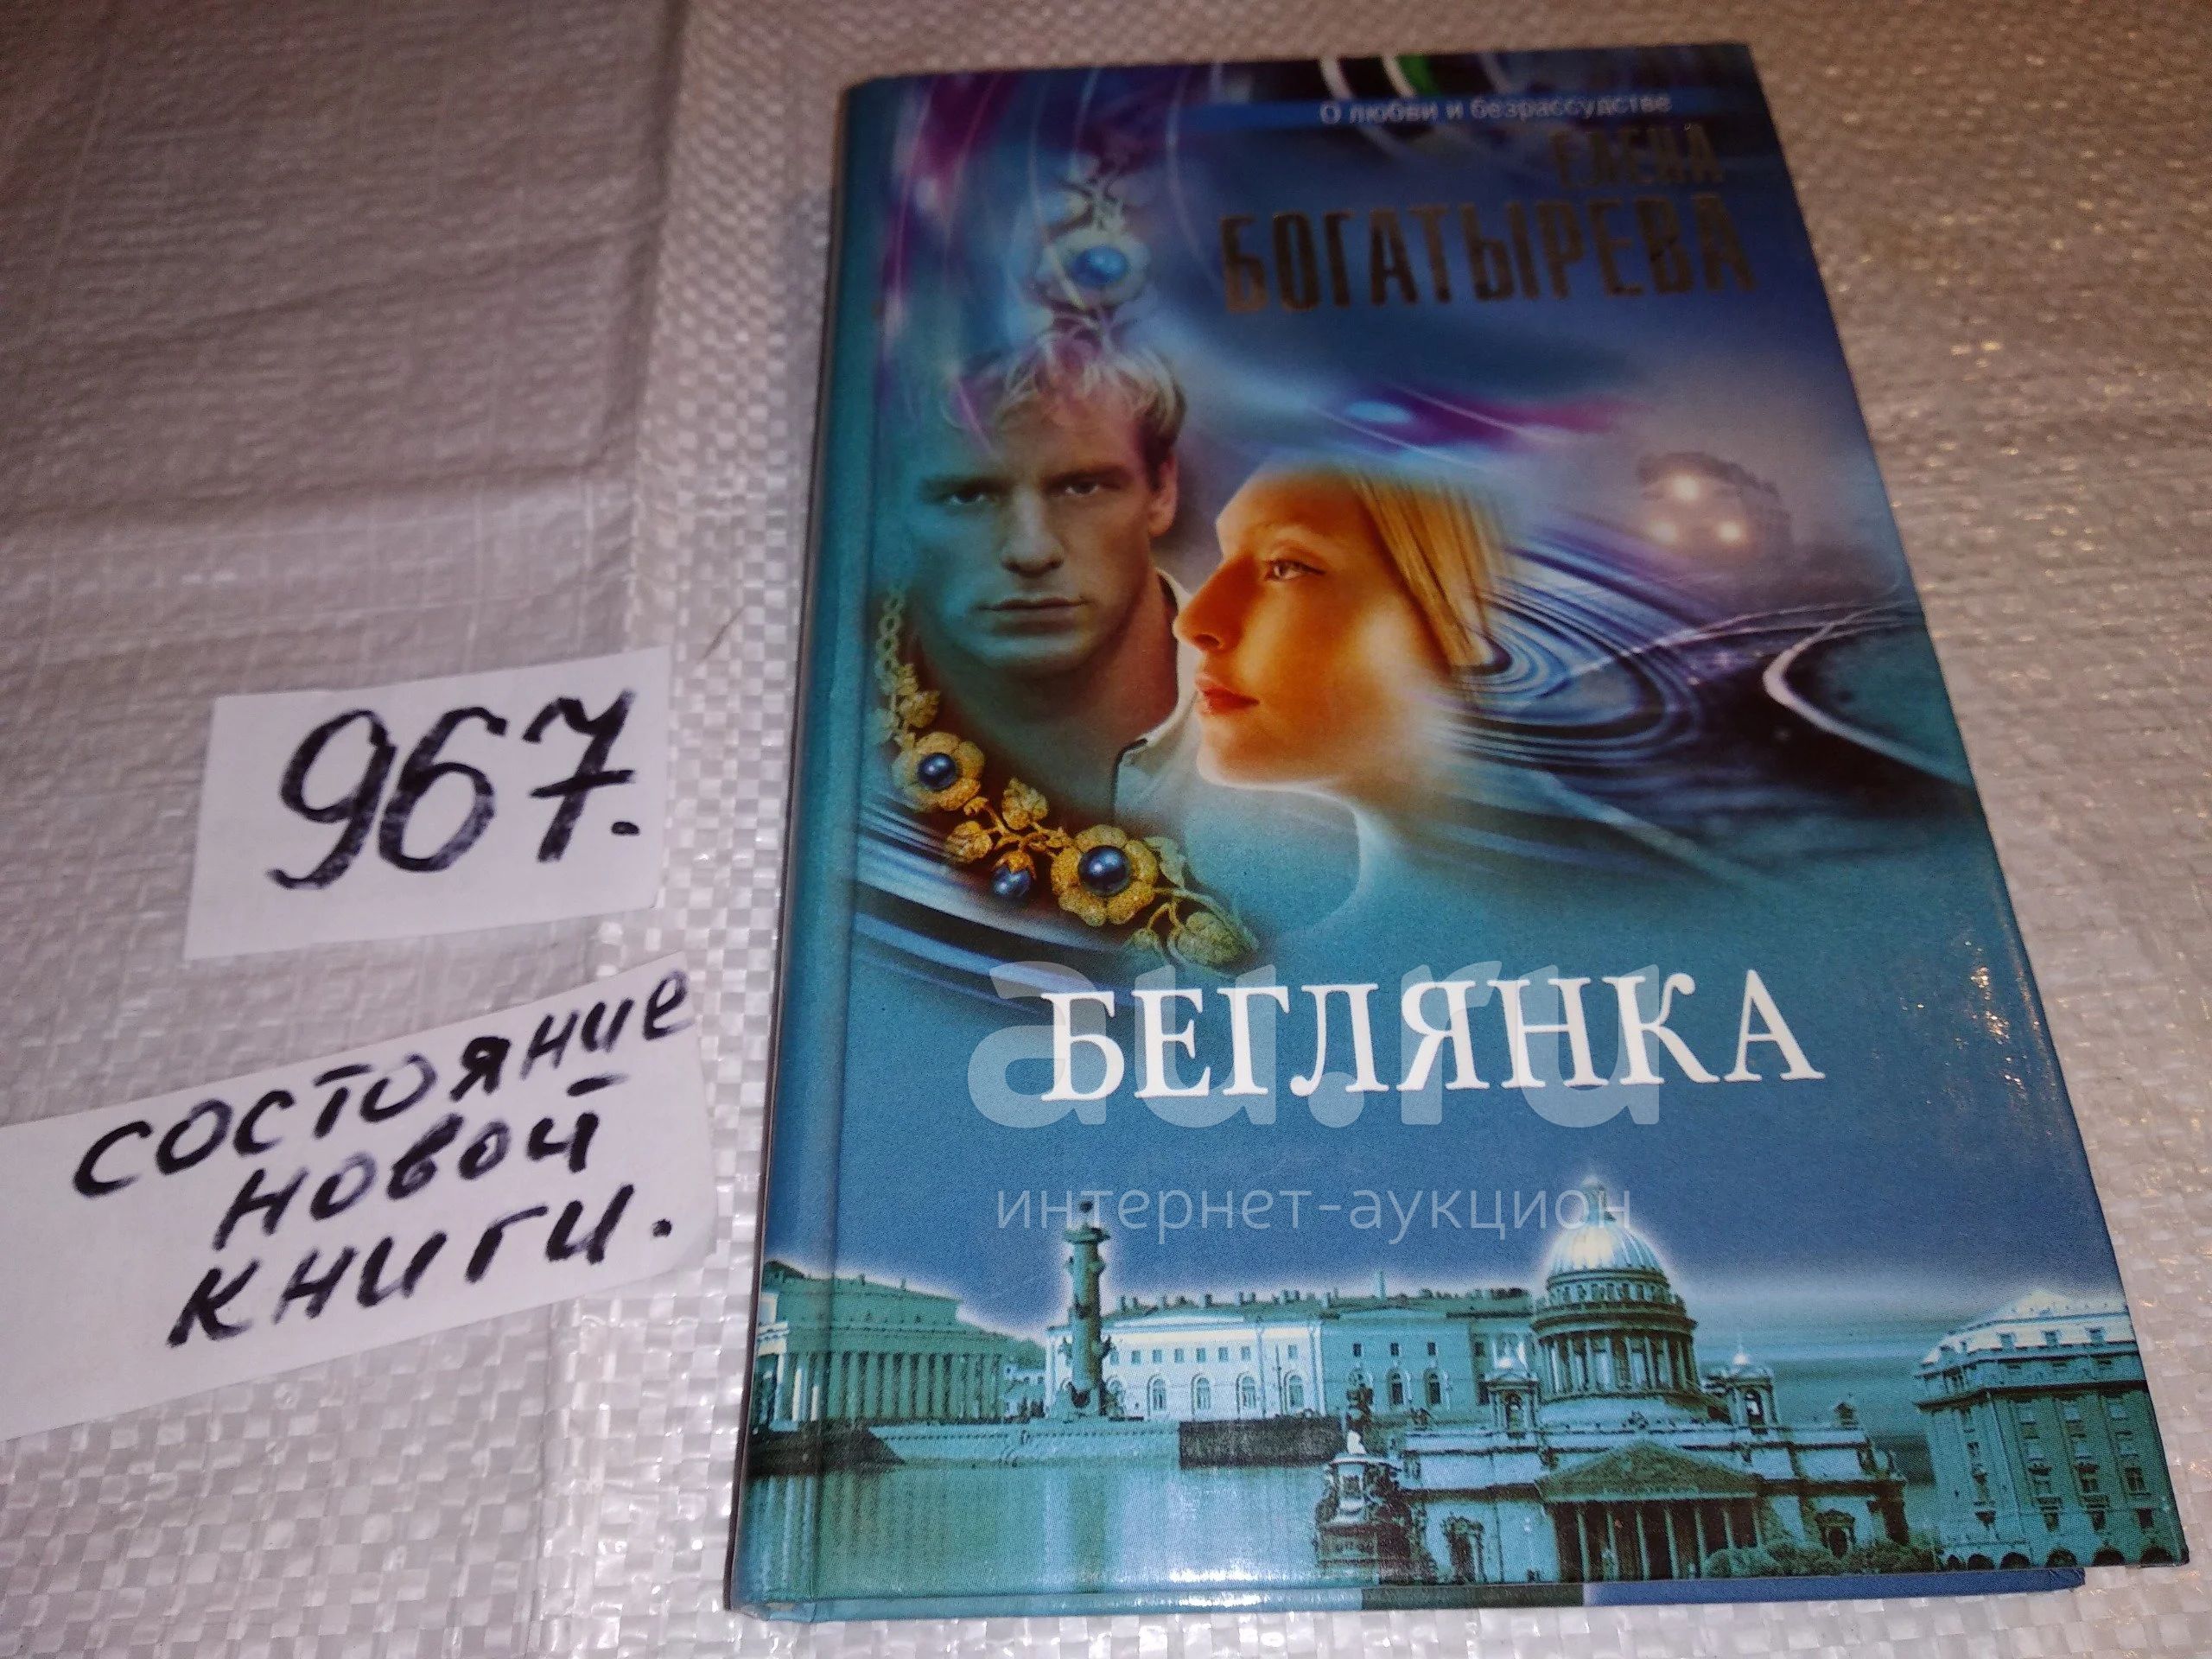 О любви и безрассудстве
ЕЛЕНА
БОГАТЫРЕВА
967.
состояние
новой
книги.
БЕГЛЯНКА
au.ru
интернет-аукцион